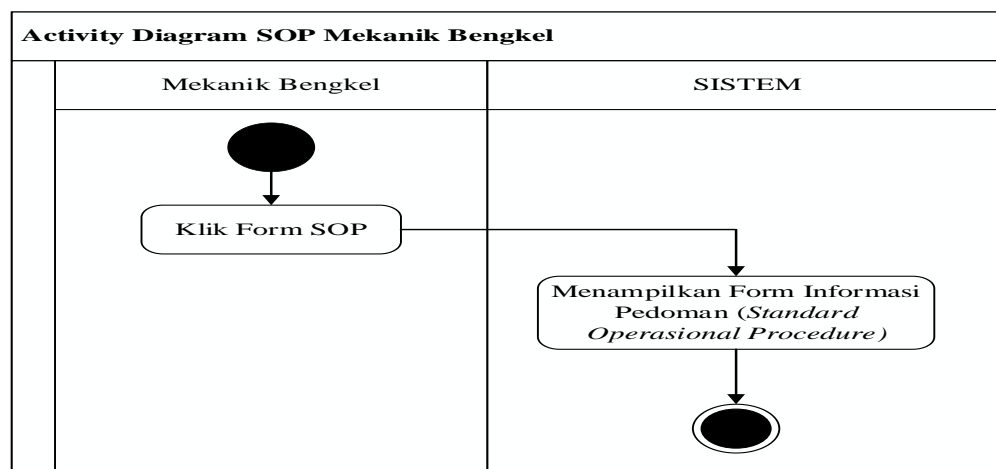 Activity Diagram SOP Mekanik Bengkel
Mekanik Bengkel
SISTEM
Klik Form SOP
Menampilkan Form Informasi
Pedoman (Standard
Operasional Procedure)